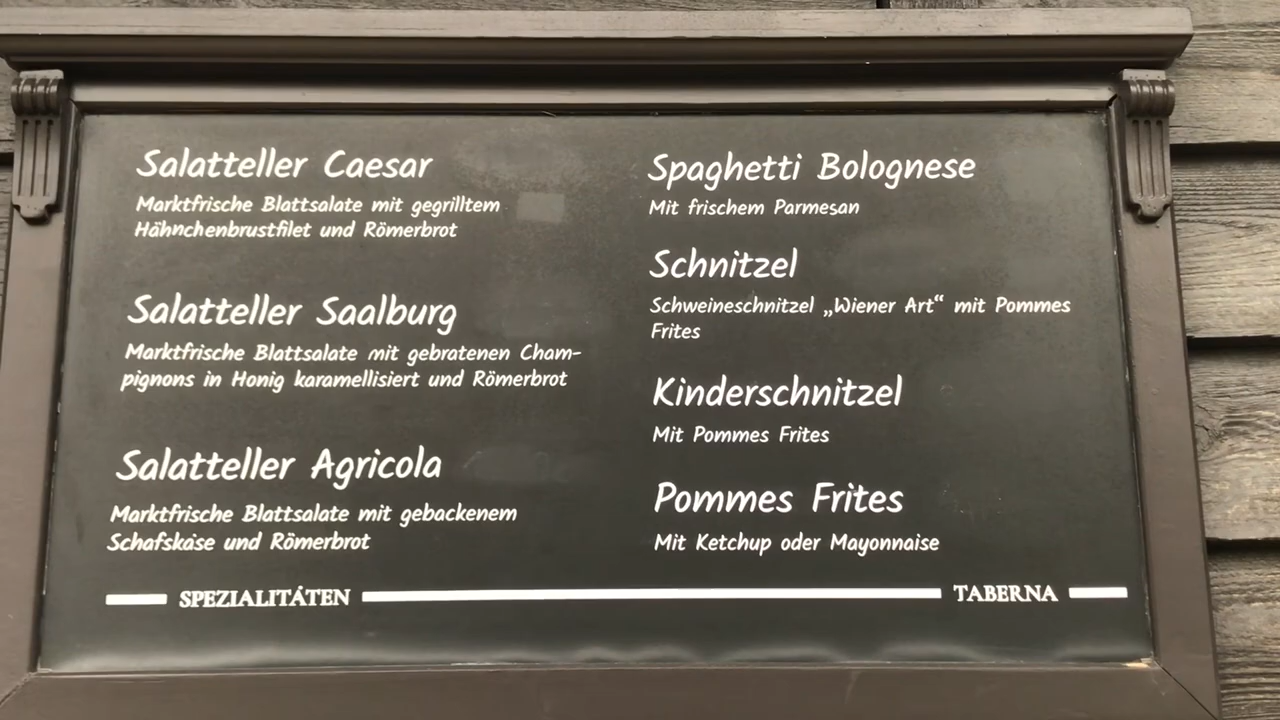 Salatteller Caesar
Marktfrische Blattsalate mit gegrilltem
Hähnchenbrustfilet und Römerbrot
Salatteller Saalburg
Marktfrische Blattsalate mit gebratenen Cham-
pignons in Honig karamellisiert und Römerbrot
Salatteller Agricola
Marktfrische Blattsalate mit gebackenem
Schafskäse und Römerbrot
Spaghetti Bolognese
Mit frischem Parmesan
Schnitzel
Schweineschnitzel „Wiener Art“ mit Pommes
Frites
Kinderschnitzel
Mit Pommes Frites
Pommes Frites
Mit Ketchup oder Mayonnaise
SPEZIALITÄTEN
TABERNA